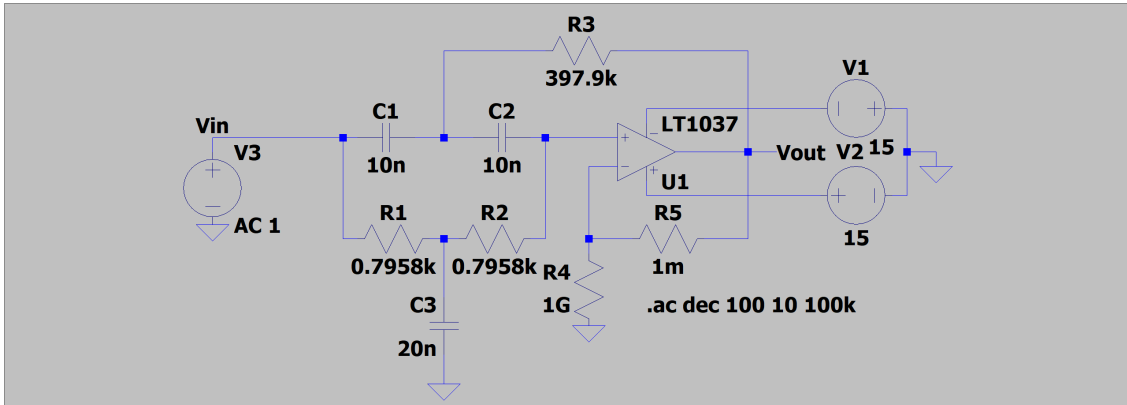 R3
397.9k
V1
C1
C2
LT1037
Vin
10n
10n
V3
Vout
V2
15
R1
R2
U1
R5
AC 1
0.7958k
0.7958k
1m
15
R4
C3
1G
.ac dec 100 10 100k
20n